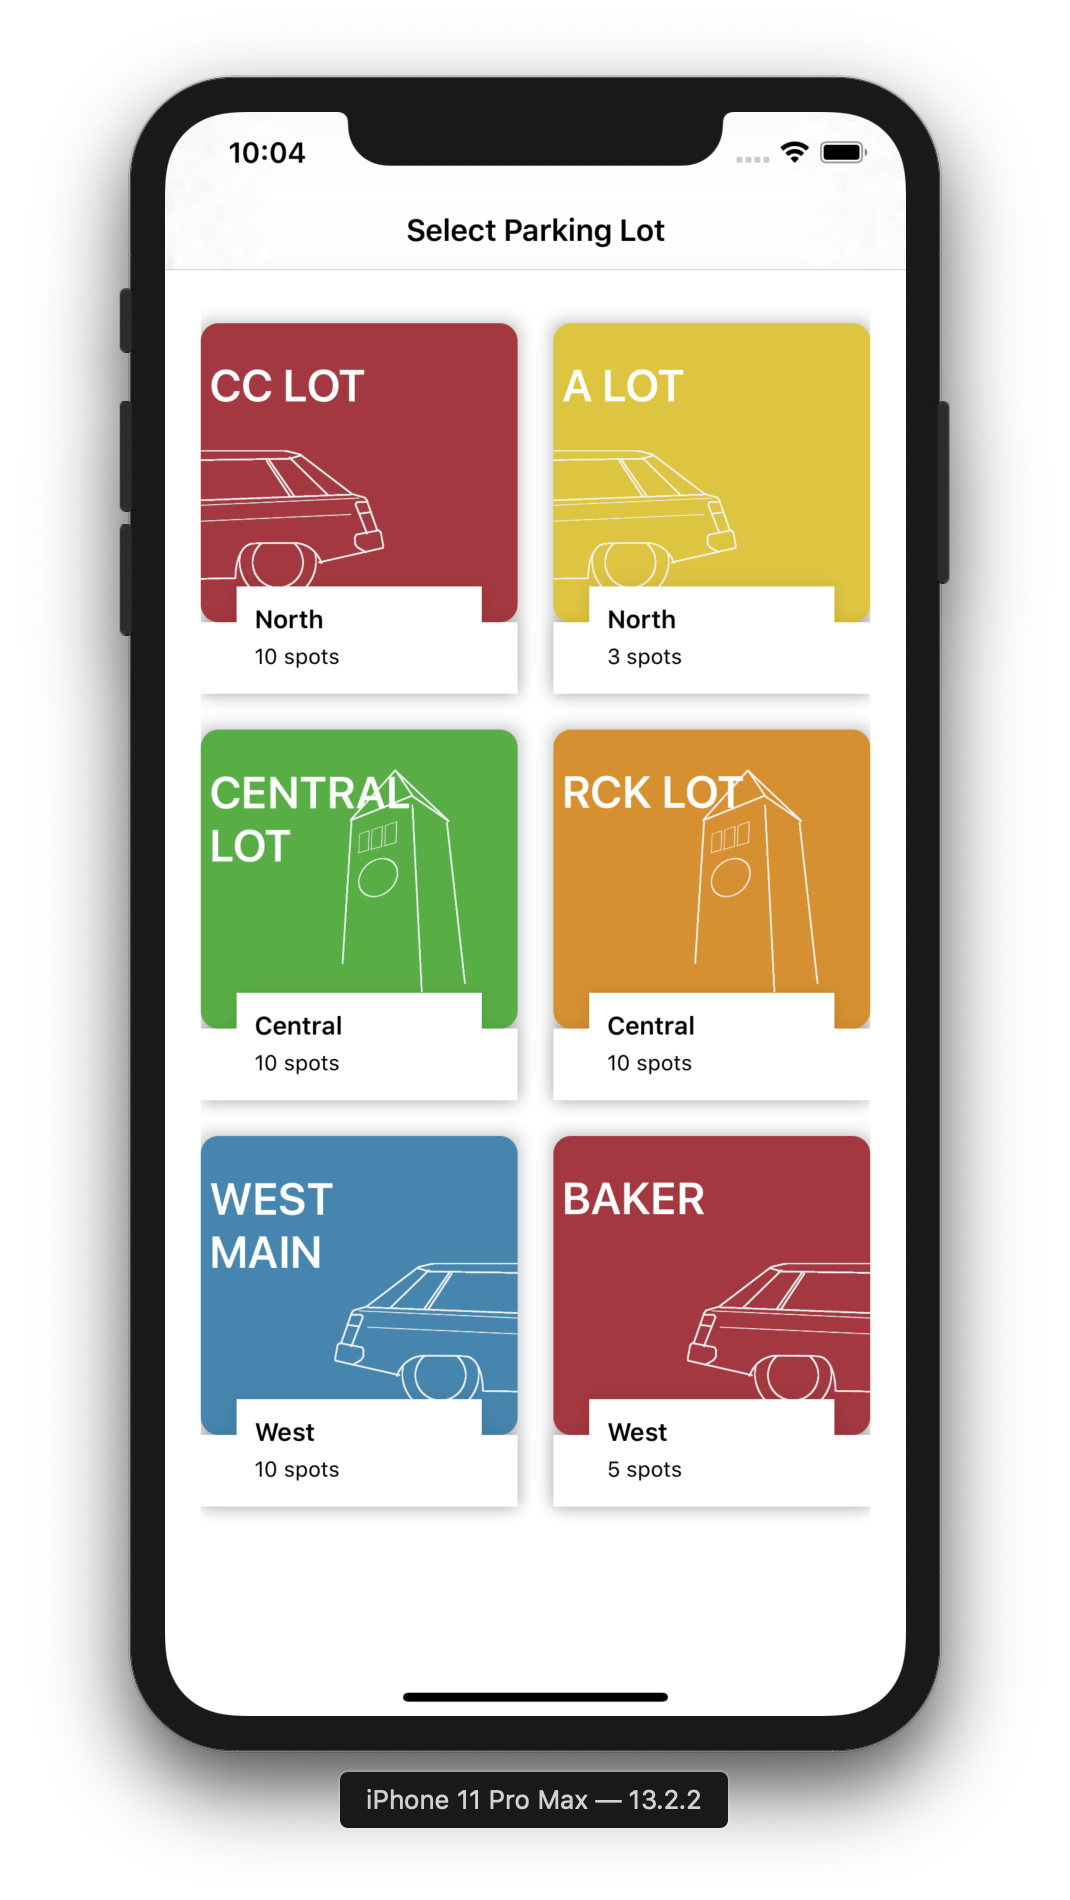 10:04
Select Parking Lot
CC LOT
North
10 spots
A LOT
North
3 spots
CENTRAL
LOT
Central
10 spots
RCK LOT
Central
10 spots
WEST
MAIN
West
10 spots
BAKER
West
5 spots
iPhone 11 Pro Max — 13.2.2